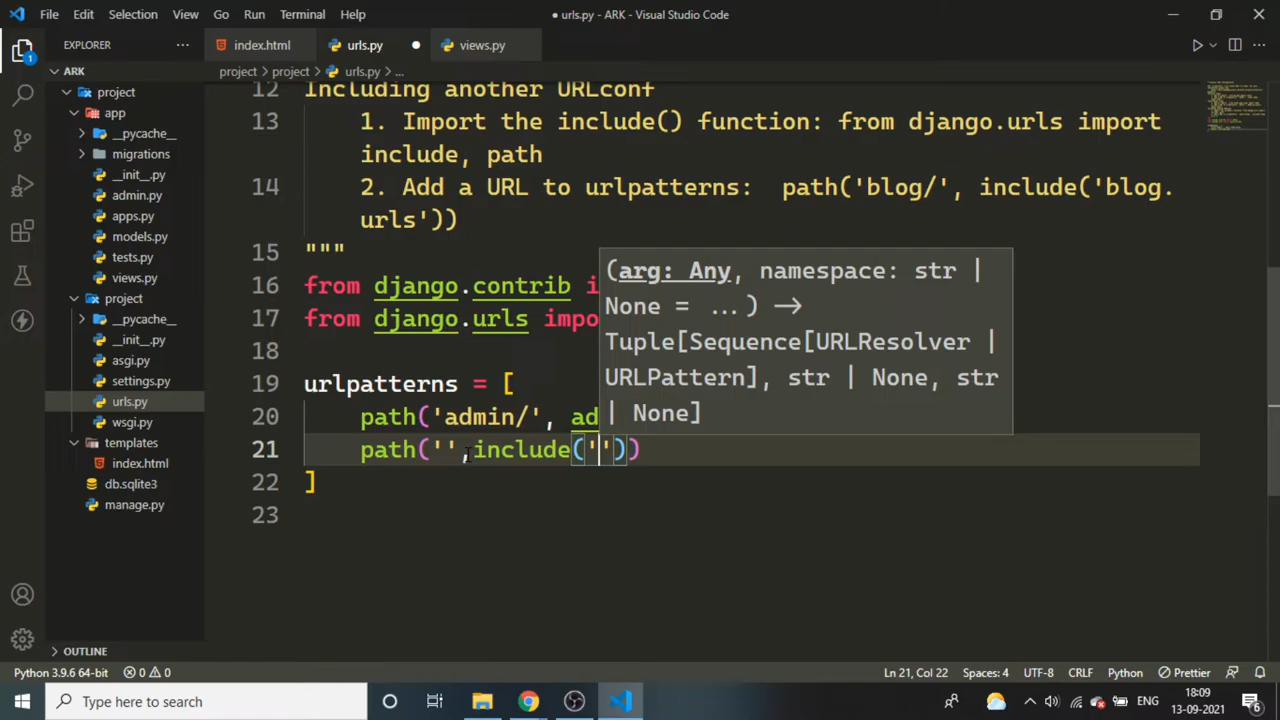 File Edit Selection View Go Run Terminal Help
● urls.py - ARK - Visual Studio Code
EXPLORER
index.html
urls.py
views.py
ARK
project > project > urls.py > ...
project
app
__pycache__
migrations
__init__.py
admin.py
apps.py
models.py
tests.py
views.py
project
__pycache__
__init__.py
asgi.py
settings.py
urls.py
wsgi.py
templates
index.html
db.sqlite3
manage.py
OUTLINE
12 Including another URLconf
13 1. Import the include() function: from django.urls import
include, path
14 2. Add a URL to urlpatterns:  path('blog/', include('blog.
urls'))
15 """
16 from django.contrib i
17 from django.urls impo
18
19 urlpatterns = [
20 path('admin/', ad
21 path('',include(''))
22 ]
23
(arg: Any, namespace: str |
None = ...) ->
Tuple[Sequence[URLResolver |
URLPattern], str | None, str
| None]
1
Python 3.9.6 64-bit 0 0 Ln 21, Col 22 Spaces: 4 UTF-8 CRLF Python Prettier
Type here to search
ENG
18:09
13-09-2021
6